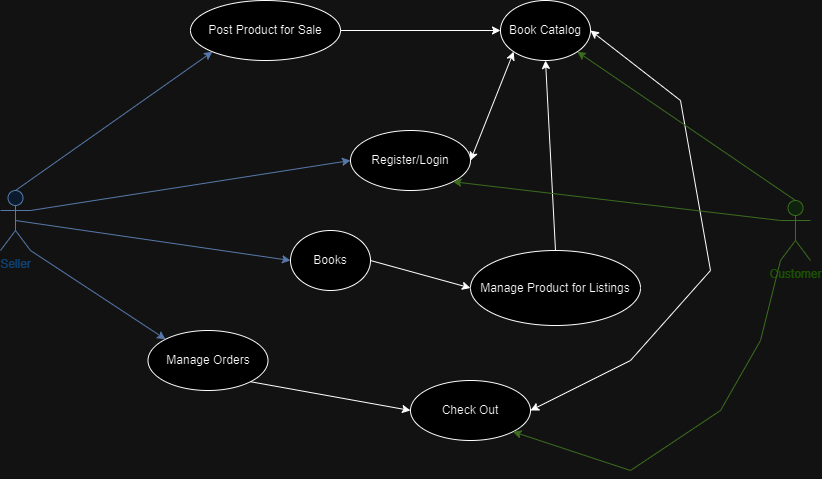 Post Product for Sale
Book Catalog
Register/Login
Seller
Books
Customer
Manage Product for Listings
Manage Orders
Check Out